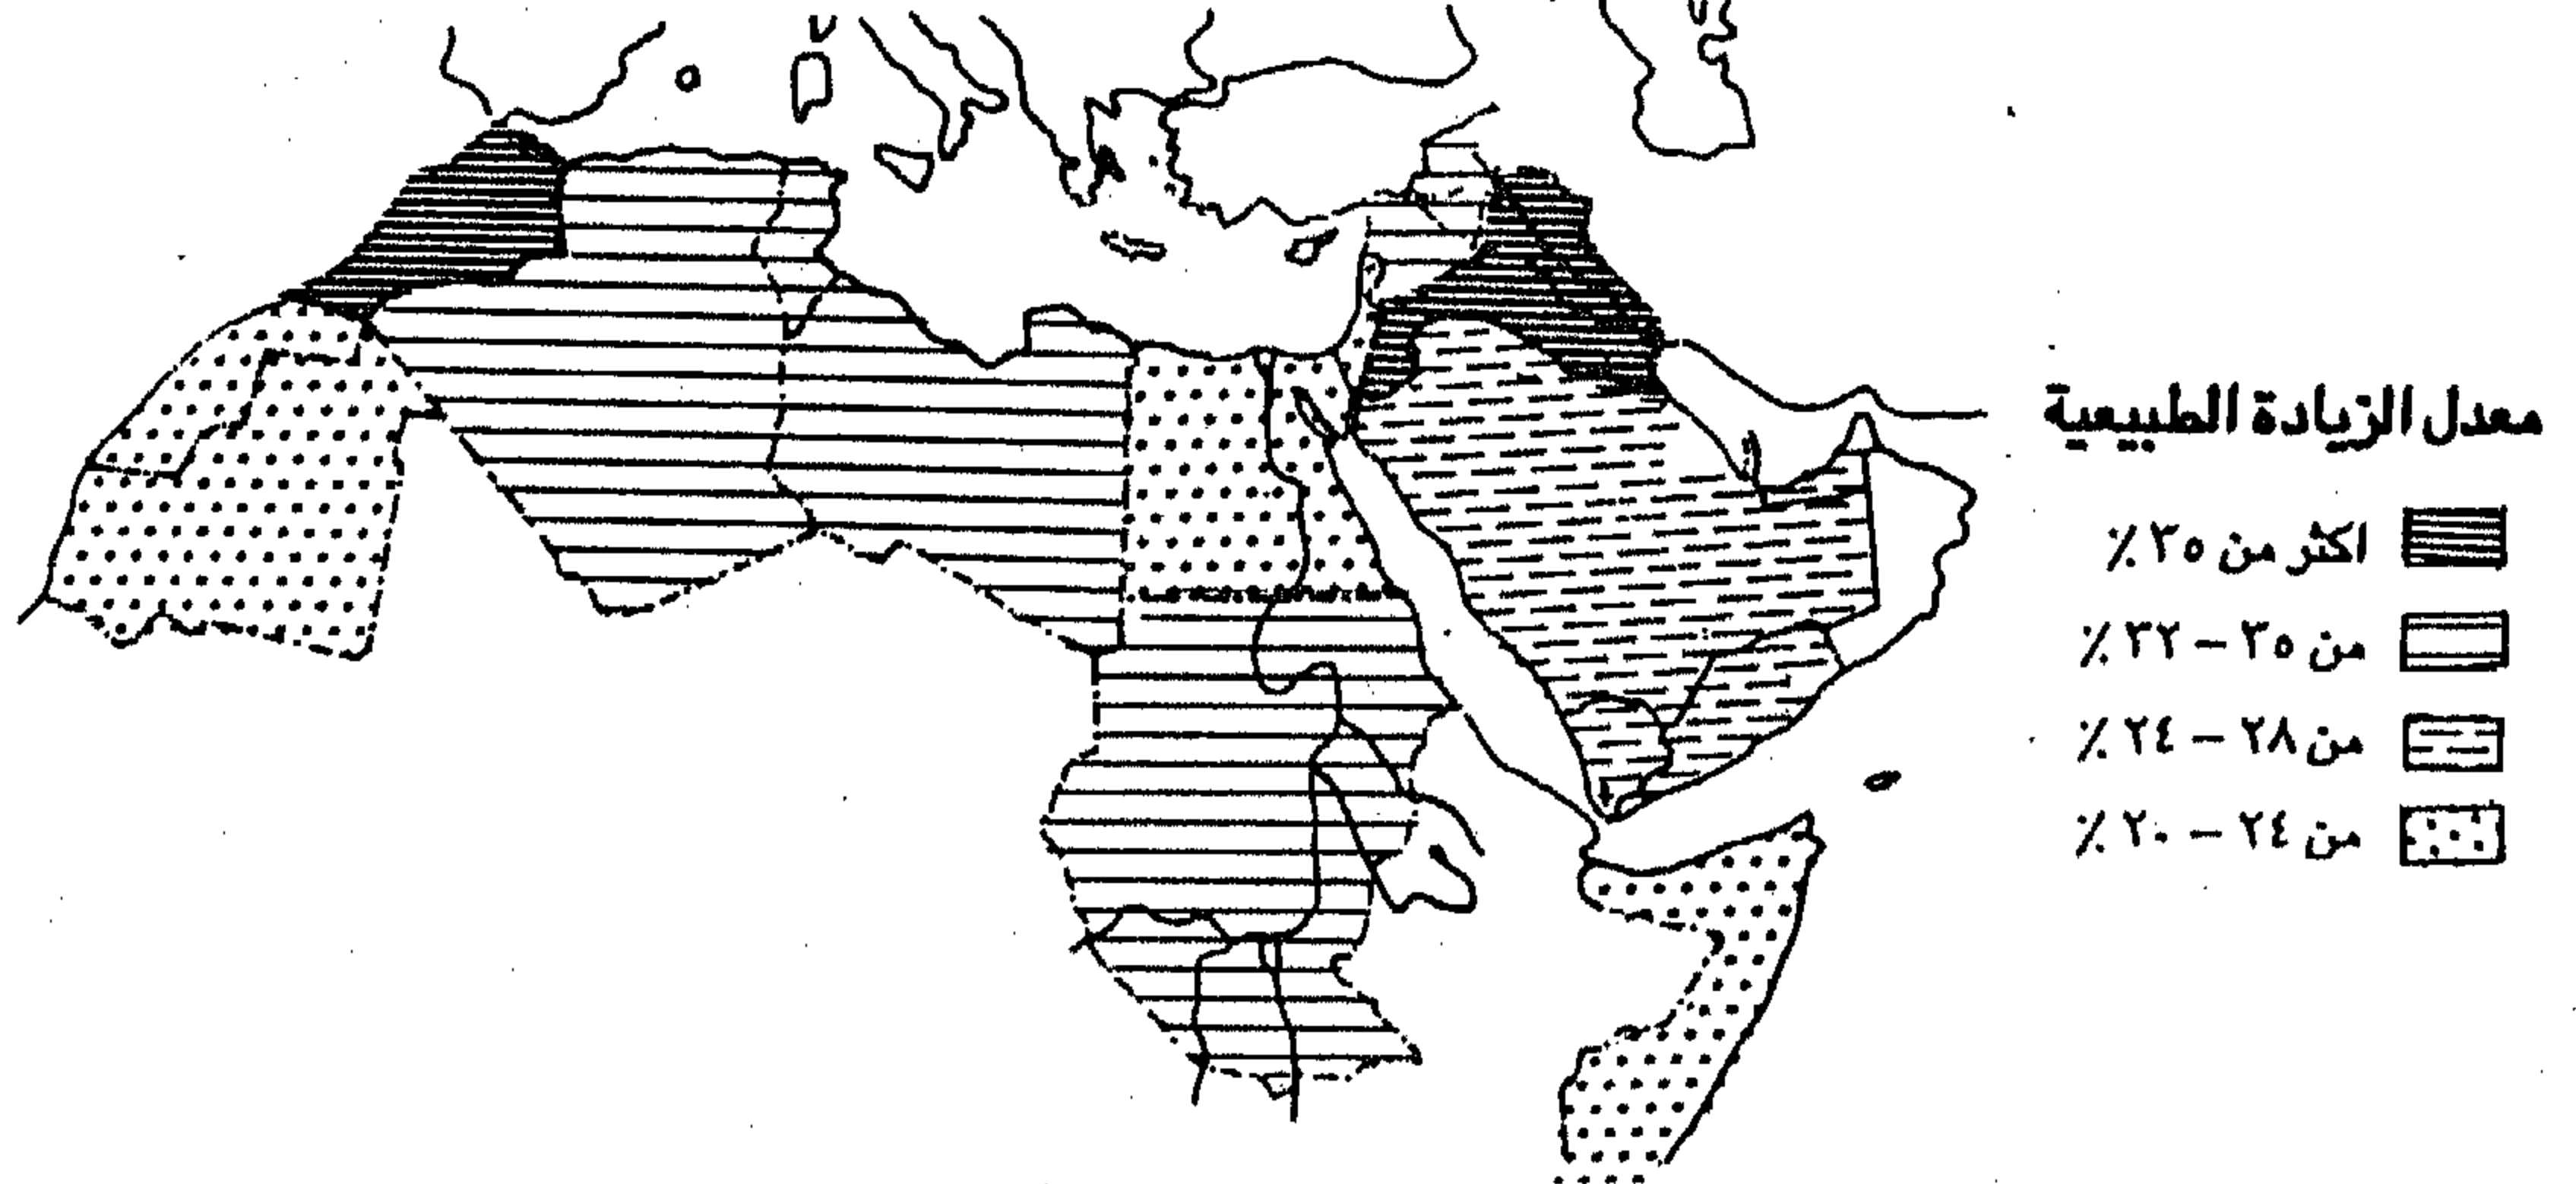 معدل الزيادة الطبيعية
اكثر من ٣٥ ٪
من ٣٥ – ٣٢ ٪
من ٢٨ – ٢٤ ٪
من ٢٤ – ٢٠ ٪